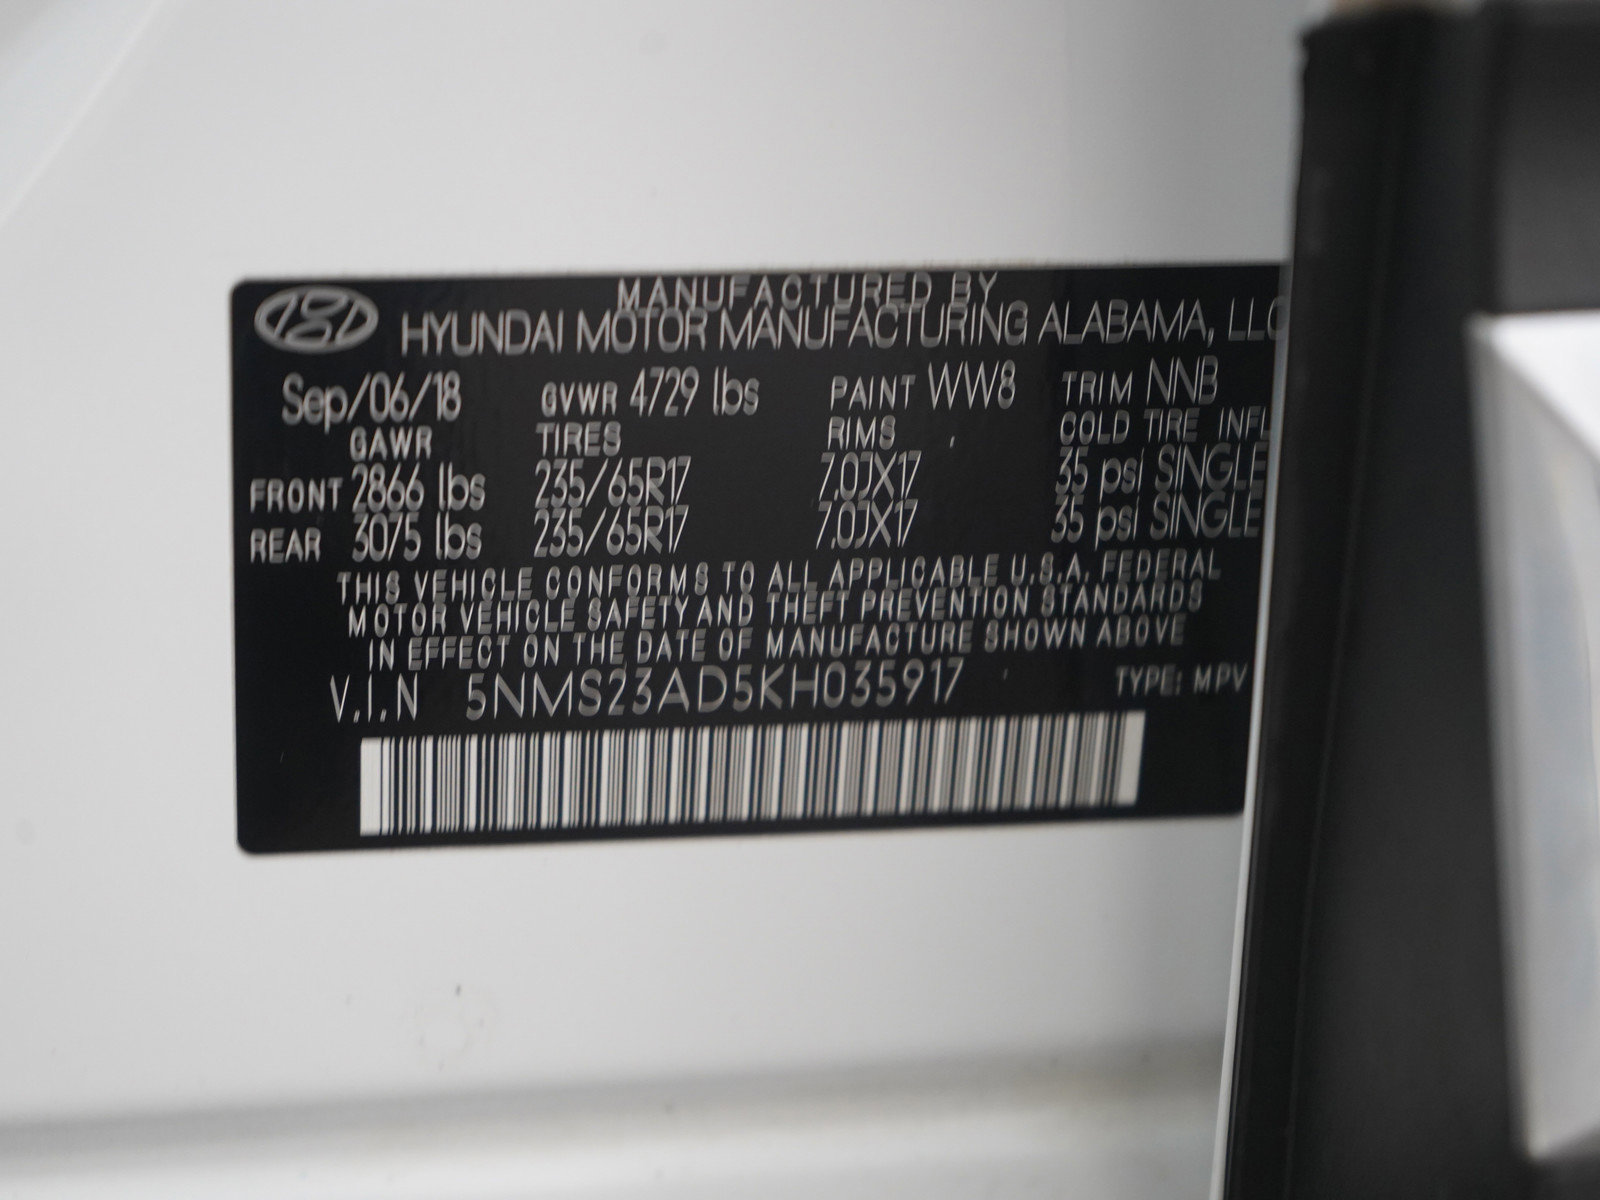 MANUFACTURED BY
HYUNDAI MOTOR MANUFACTURING ALABAMA, LLC
Sep/06/18 GVWR 4729 lbs PAINT WW8 TRIM NNB
GAWR TIRES RIMS COLD TIRE INFL
FRONT 2866 lbs 235/65R17 7.0JX17 35 psi SINGLE
REAR 3075 lbs 235/65R17 7.0JX17 35 psi SINGLE
THIS VEHICLE CONFORMS TO ALL APPLICABLE U.S.A. FEDERAL
MOTOR VEHICLE SAFETY AND THEFT PREVENTION STANDARDS
IN EFFECT ON THE DATE OF MANUFACTURE SHOWN ABOVE
V.I.N 5NMS23AD5KH035917 TYPE: MPV